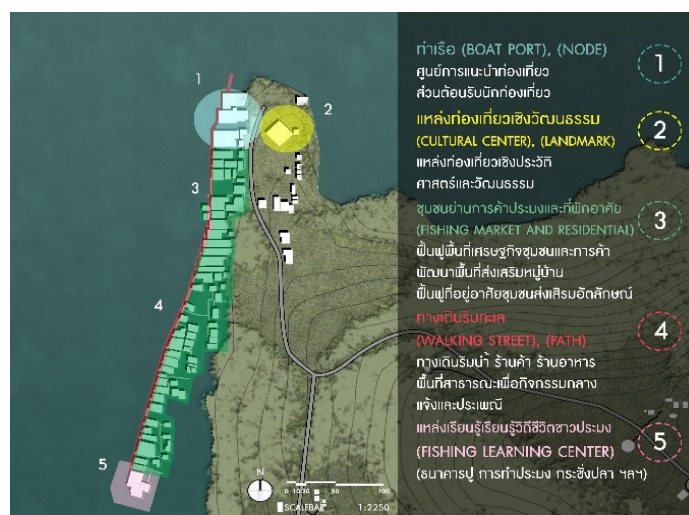 1
2
3
4
5
N
0 10 20 50 100
SCALEBAR 1:2250
ท่าเรือ (BOAT PORT), (NODE)
ศูนย์การแนะนำท่องเที่ยว
ส่วนต้อนรับนักท่องเที่ยว
1
แหล่งท่องเที่ยวเชิงวัฒนธรรม
(CULTURAL CENTER), (LANDMARK)
แหล่งท่องเที่ยวเชิงประวัติ
ศาสตร์และวัฒนธรรม
2
ชุมชนย่านการค้าประมงและที่พักอาศัย
(FISHING MARKET AND RESIDENTIAL)
ฟื้นฟูพื้นที่เศรษฐกิจชุมชนและการค้า
พัฒนาพื้นที่ส่งเสริมหมู่บ้าน
ฟื้นฟูที่อยู่อาศัยชุมชนส่งเสริมอัตลักษณ์
3
ทางเดินริมทะเล
(WALKING STREET), (PATH)
ทางเดินริมน้ำ ร้านค้า ร้านอาหาร
พื้นที่สาธารณะเพื่อกิจกรรมกลาง
แจ้งและประเพณี
4
แหล่งเรียนรู้เรียนรู้วิถีชีวิตชาวประมง
(FISHING LEARNING CENTER)
(ธนาคารปู การทำประมง กระชังปลา ฯลฯ)
5